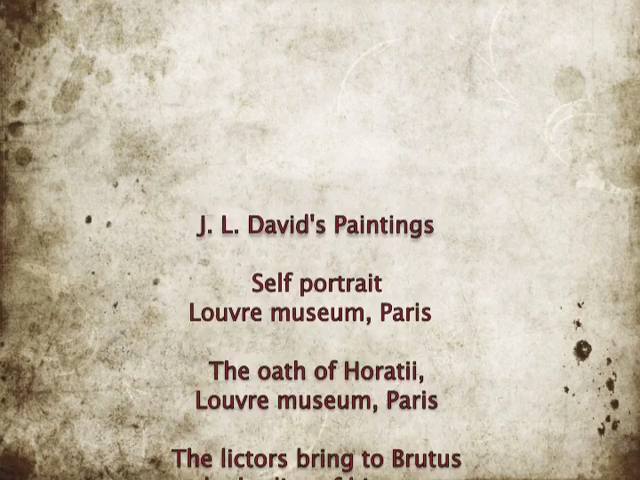 J. L. David's Paintings
Self portrait
Louvre museum, Paris
The oath of Horatii,
Louvre museum, Paris
The lictors bring to Brutus